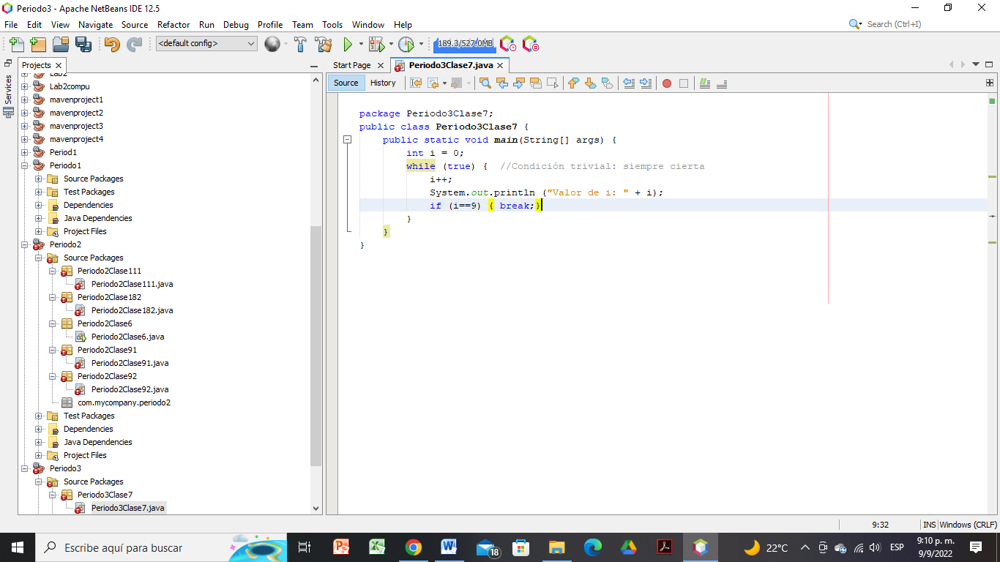 Periodo3 - Apache NetBeans IDE 12.5
File Edit View Navigate Source Refactor Run Debug Profile Team Tools Window Help
Search (Ctrl+I)
<default config>
189.3/527.0MB
Projects
Services
Lab2
Lab2compu
mavenproject1
mavenproject2
mavenproject3
mavenproject4
Period1
Periodo1
Source Packages
Test Packages
Dependencies
Java Dependencies
Project Files
Periodo2
Source Packages
Periodo2Clase111
Periodo2Clase111.java
Periodo2Clase182
Periodo2Clase182.java
Periodo2Clase6
Periodo2Clase6.java
Periodo2Clase91
Periodo2Clase91.java
Periodo2Clase92
Periodo2Clase92.java
com.mycompany.periodo2
Test Packages
Dependencies
Java Dependencies
Project Files
Periodo3
Source Packages
Periodo3Clase7
Periodo3Clase7.java
Start Page Periodo3Clase7.java
Source History
package Periodo3Clase7;
public class Periodo3Clase7 {
public static void main(String[] args) {
int i = 0;
while (true) { //Condición trivial: siempre cierta
i++;
System.out.println ("Valor de i: " + i);
if (i==9) { break;}
}
}
}
9:32 INS Windows (CRLF)
Escribe aquí para buscar
18
22°C
ESP
9:10 p. m.
9/9/2022